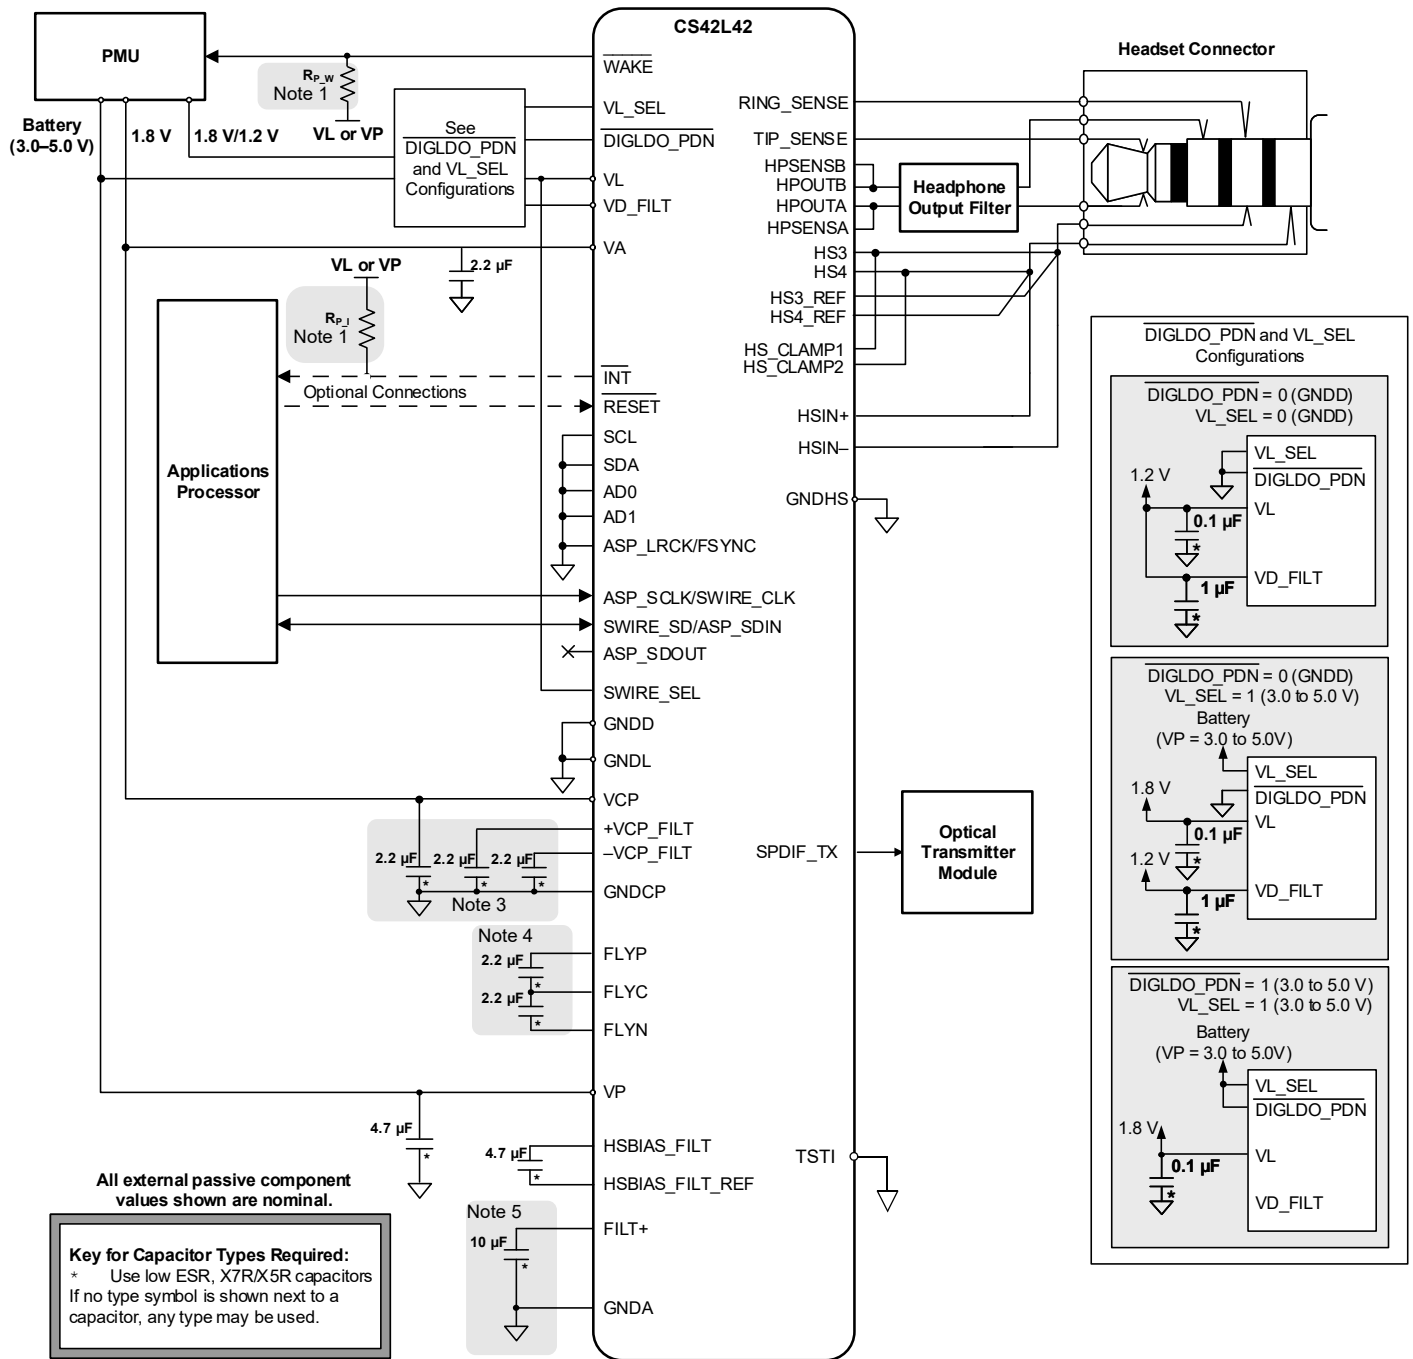 CS42L42
PMU
Battery
(3.0–5.0 V)
1.8 V
1.8 V/1.2 V
R_P_W
Note 1
VL or VP
See
DIGLDO_PDN
and VL_SEL
Configurations
WAKE
VL_SEL
DIGLDO_PDN
VL
VD_FILT
VA
2.2 µF
VL or VP
R_P_I
Note 1
Optional Connections
Applications
Processor
INT
RESET
SCL
SDA
AD0
AD1
ASP_LRCK/FSYNC
ASP_SCLK/SWIRE_CLK
SWIRE_SD/ASP_SDIN
ASP_SDOUT
SWIRE_SEL
GNDD
GNDL
VCP
+VCP_FILT
–VCP_FILT
GNDCP
2.2 µF
2.2 µF
2.2 µF
*
*
*
Note 3
Note 4
2.2 µF
*
2.2 µF
*
FLYP
FLYC
FLYN
VP
4.7 µF
*
4.7 µF
*
HSBIAS_FILT
HSBIAS_FILT_REF
Note 5
10 µF
*
FILT+
GNDA
All external passive component
values shown are nominal.
Key for Capacitor Types Required:
* Use low ESR, X7R/X5R capacitors
If no type symbol is shown next to a
capacitor, any type may be used.
RING_SENSE
TIP_SENSE
HPSENSB
HPOUTB
HPOUTA
HPSENSA
HS3
HS4
HS3_REF
HS4_REF
HS_CLAMP1
HS_CLAMP2
HSIN+
HSIN–
GNDHS
SPDIF_TX
TSTI
Headphone
Output Filter
Headset Connector
Optical
Transmitter
Module
DIGLDO_PDN and VL_SEL
Configurations
DIGLDO_PDN = 0 (GNDD)
VL_SEL = 0 (GNDD)
VL_SEL
DIGLDO_PDN
1.2 V
VL
0.1 µF
*
VD_FILT
1 µF
*
DIGLDO_PDN = 0 (GNDD)
VL_SEL = 1 (3.0 to 5.0 V)
Battery
(VP = 3.0 to 5.0V)
VL_SEL
DIGLDO_PDN
1.8 V
VL
0.1 µF
*
1.2 V
VD_FILT
1 µF
*
DIGLDO_PDN = 1 (3.0 to 5.0 V)
VL_SEL = 1 (3.0 to 5.0 V)
Battery
(VP = 3.0 to 5.0V)
VL_SEL
DIGLDO_PDN
1.8 V
VL
0.1 µF
*
VD_FILT